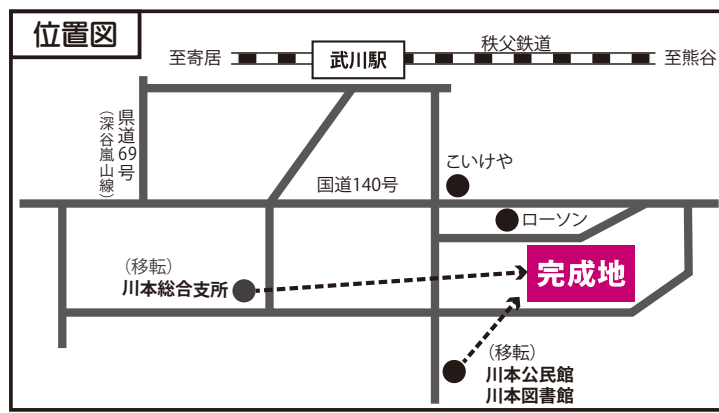 位置図
至寄居
武川駅
秩父鉄道
至熊谷
県道69号
（深谷嵐山線）
こいけや
国道140号
ローソン
（移転）
川本総合支所
完成地
（移転）
川本公民館
川本図書館